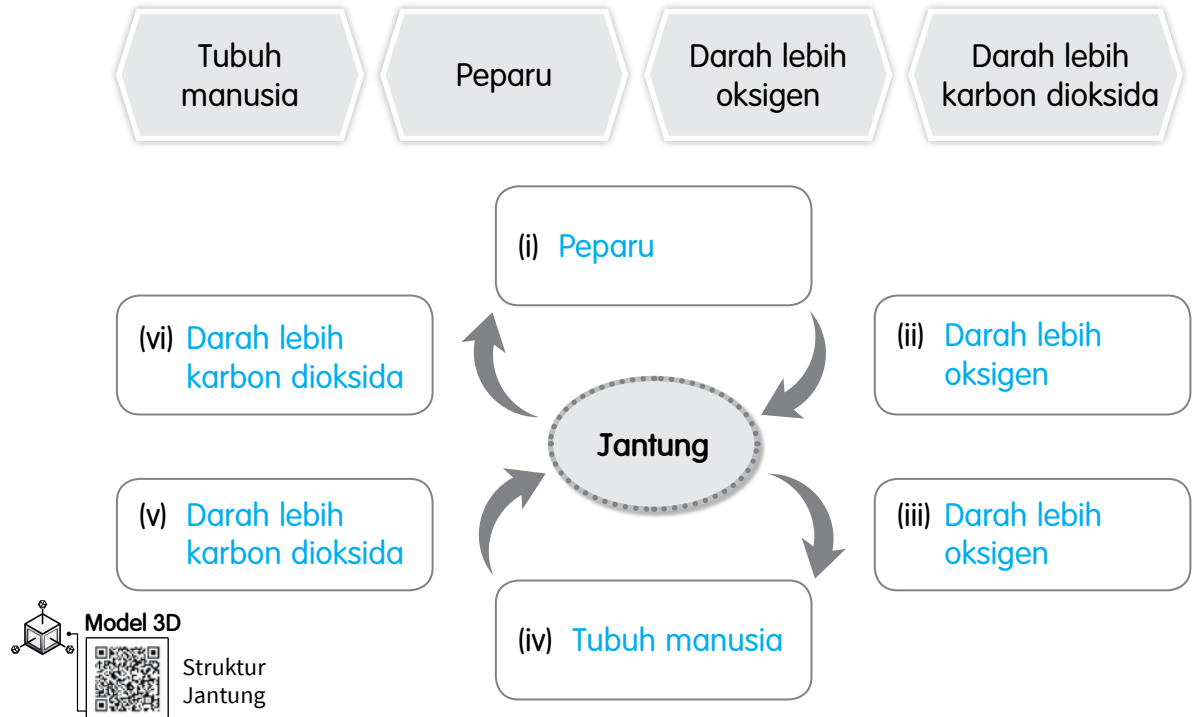 Tubuh
manusia
Peparu
Darah lebih
oksigen
Darah lebih
karbon dioksida
(i) Peparu
(vi) Darah lebih
karbon dioksida
(ii) Darah lebih
oksigen
Jantung
(v) Darah lebih
karbon dioksida
(iii) Darah lebih
oksigen
(iv) Tubuh manusia
Model 3D
Struktur
Jantung